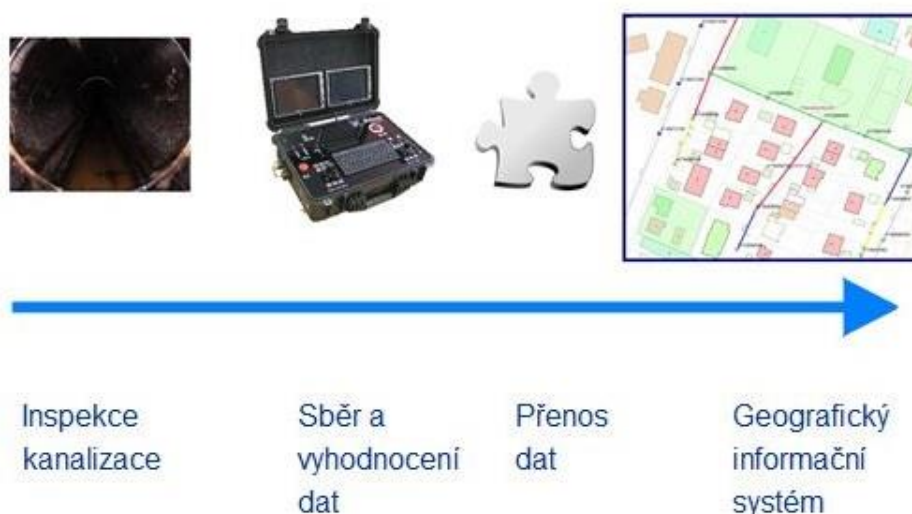 Inspekce
kanalizace
Sběr a
vyhodnocení
dat
Přenos
dat
Geografický
informační
systém